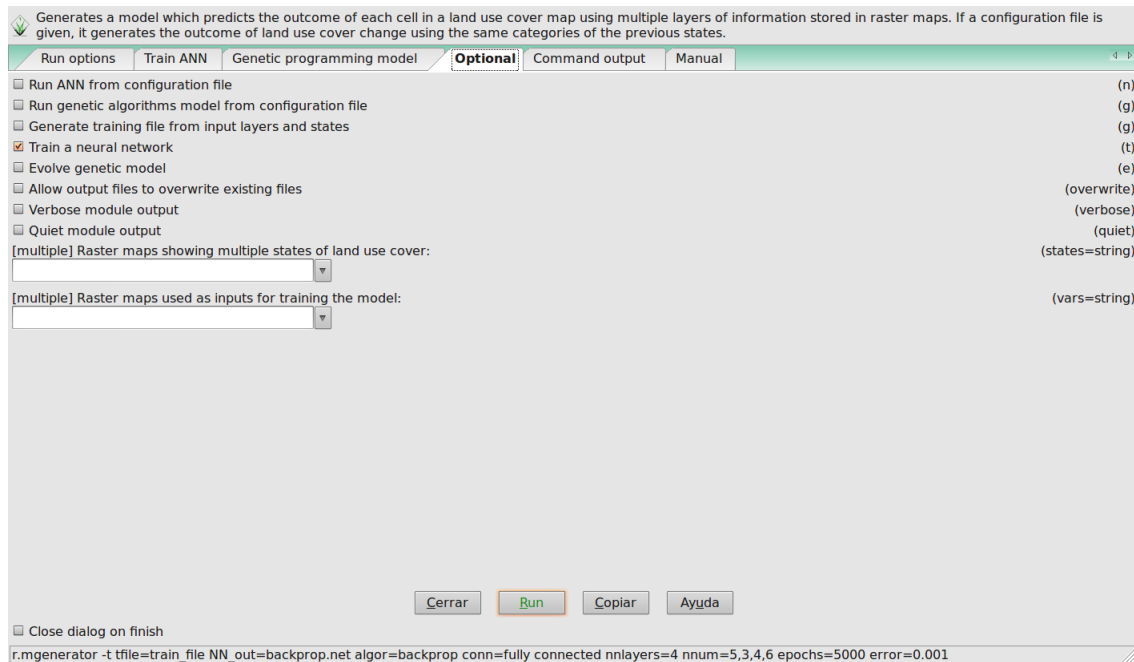 Generates a model which predicts the outcome of each cell in a land use cover map using multiple layers of information stored in raster maps. If a configuration file is
given, it generates the outcome of land use cover change using the same categories of the previous states.
Run options Train ANN Genetic programming model Optional Command output Manual
Run ANN from configuration file (n)
Run genetic algorithms model from configuration file (g)
Generate training file from input layers and states (g)
Train a neural network (t)
Evolve genetic model (e)
Allow output files to overwrite existing files (overwrite)
Verbose module output (verbose)
Quiet module output (quiet)
[multiple] Raster maps showing multiple states of land use cover: (states=string)
[multiple] Raster maps used as inputs for training the model: (vars=string)
Cerrar Run Copiar Ayuda
Close dialog on finish
r.mgenerator -t tfile=train_file NN_out=backprop.net algor=backprop conn=fully connected nnlayers=4 nnum=5,3,4,6 epochs=5000 error=0.001